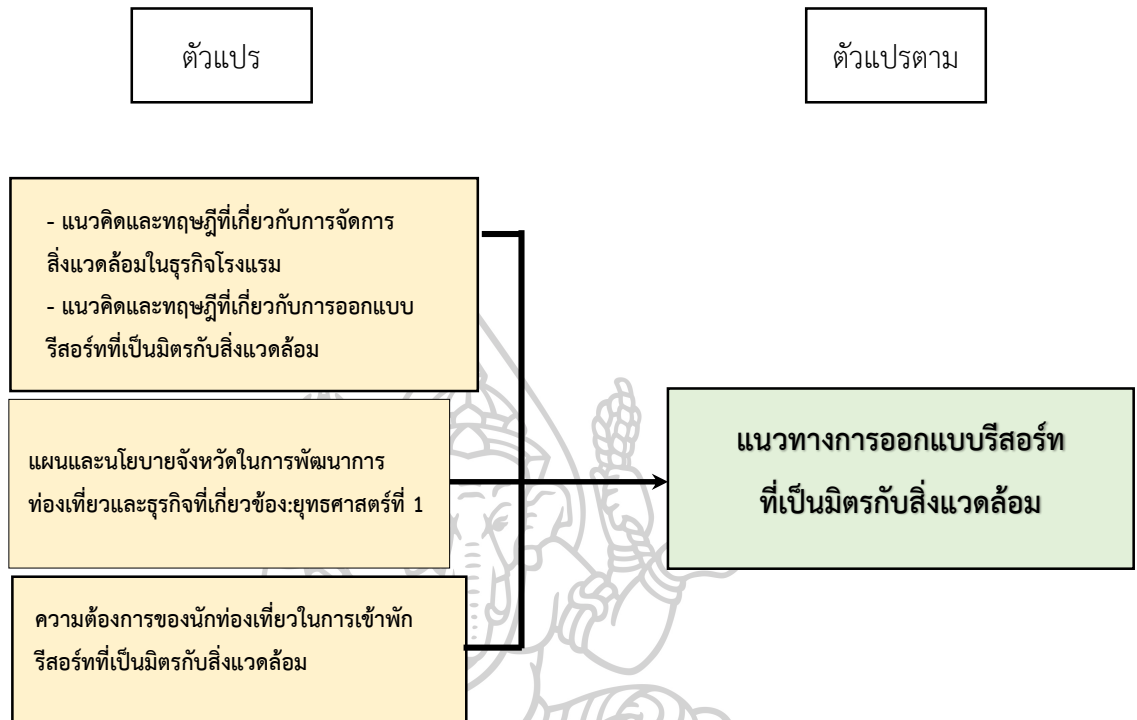 ตัวแปร
ตัวแปรตาม
- แนวคิดและทฤษฎีที่เกี่ยวกับการจัดการ
สิ่งแวดล้อมในธุรกิจโรงแรม
- แนวคิดและทฤษฎีที่เกี่ยวกับการออกแบบ
รีสอร์ทที่เป็นมิตรกับสิ่งแวดล้อม
แผนและนโยบายจังหวัดในการพัฒนาการ
ท่องเที่ยวและธุรกิจที่เกี่ยวข้อง:ยุทธศาสตร์ที่ 1
ความต้องการของนักท่องเที่ยวในการเข้าพัก
รีสอร์ทที่เป็นมิตรกับสิ่งแวดล้อม
แนวทางการออกแบบรีสอร์ท
ที่เป็นมิตรกับสิ่งแวดล้อม